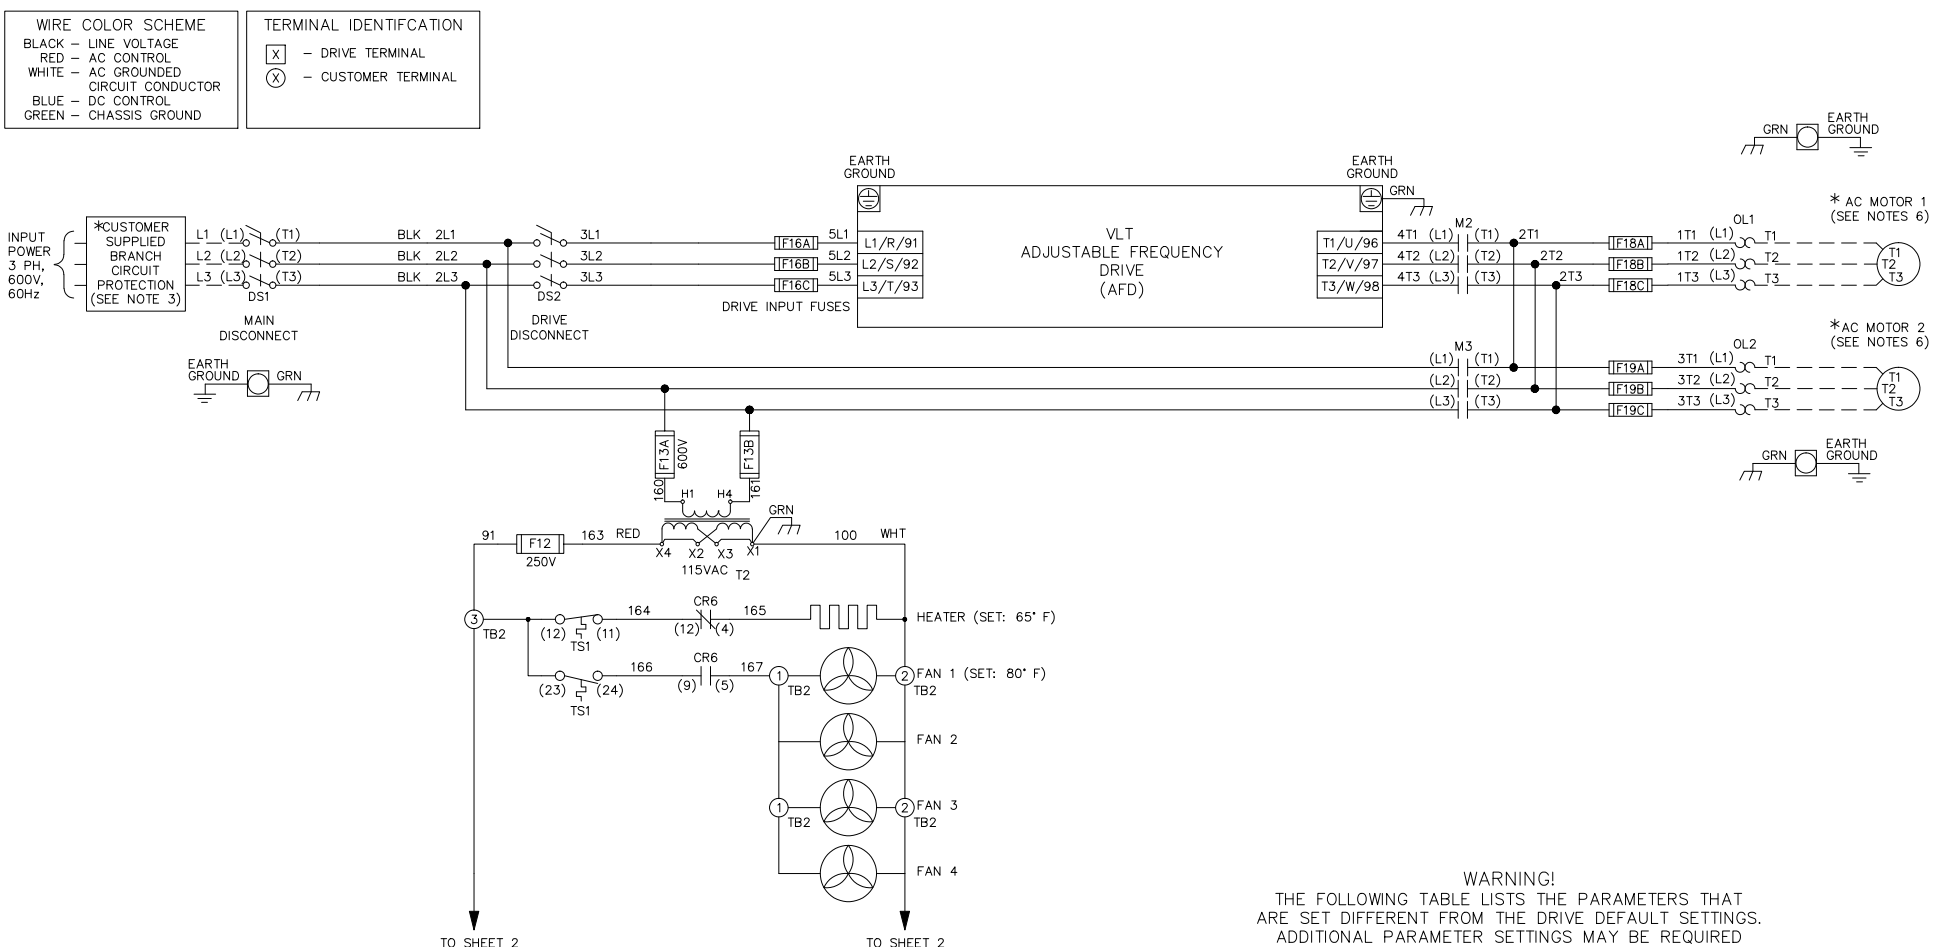 WIRE COLOR SCHEME
BLACK – LINE VOLTAGE
RED – AC CONTROL
WHITE – AC GROUNDED
CIRCUIT CONDUCTOR
BLUE – DC CONTROL
GREEN – CHASSIS GROUND
TERMINAL IDENTIFCATION
X – DRIVE TERMINAL
X – CUSTOMER TERMINAL
GRN
EARTH
GROUND
INPUT
POWER
3 PH,
600V,
60Hz
*CUSTOMER
SUPPLIED
BRANCH
CIRCUIT
PROTECTION
(SEE NOTE 3)
L1 (L1) (T1) BLK 2L1 3L1 F16A 5L1 L1/R/91
L2 (L2) (T2) BLK 2L2 3L2 F16B 5L2 L2/S/92
L3 (L3) (T3) BLK 2L3 3L3 F16C 5L3 L3/T/93
DS1
MAIN
DISCONNECT
DS2
DRIVE
DISCONNECT
DRIVE INPUT FUSES
EARTH
GROUND
VLT
ADJUSTABLE FREQUENCY
DRIVE
(AFD)
EARTH
GROUND
GRN
M2
OL1
T1/U/96 4T1 (L1) (T1) 2T1 F18A 1T1 (L1) T1
T2/V/97 4T2 (L2) (T2) 2T2 F18B 1T2 (L2) T2
T3/W/98 4T3 (L3) (T3) 2T3 F18C 1T3 (L3) T3
* AC MOTOR 1
(SEE NOTES 6)
T1
T2
T3
EARTH
GROUND
GRN
M3
OL2
(L1) (T1) F19A 3T1 (L1) T1
(L2) (T2) F19B 3T2 (L2) T2
(L3) (T3) F19C 3T3 (L3) T3
*AC MOTOR 2
(SEE NOTES 6)
T1
T2
T3
GRN
EARTH
GROUND
F13A
600V
F13B
160
161
H1 H4
GRN
91 F12 163 RED
250V
X4 X2 X3 X1
100 WHT
115VAC T2
3
TB2
(12) (11)
TS1
164
CR6
(12) (4)
165
HEATER (SET: 65° F)
(23) (24)
TS1
166
CR6
(9) (5)
167
1
TB2
2
TB2
FAN 1 (SET: 80° F)
FAN 2
1
TB2
2
TB2
FAN 3
FAN 4
TO SHEET 2
TO SHEET 2
WARNING!
THE FOLLOWING TABLE LISTS THE PARAMETERS THAT
ARE SET DIFFERENT FROM THE DRIVE DEFAULT SETTINGS.
ADDITIONAL PARAMETER SETTINGS MAY BE REQUIRED